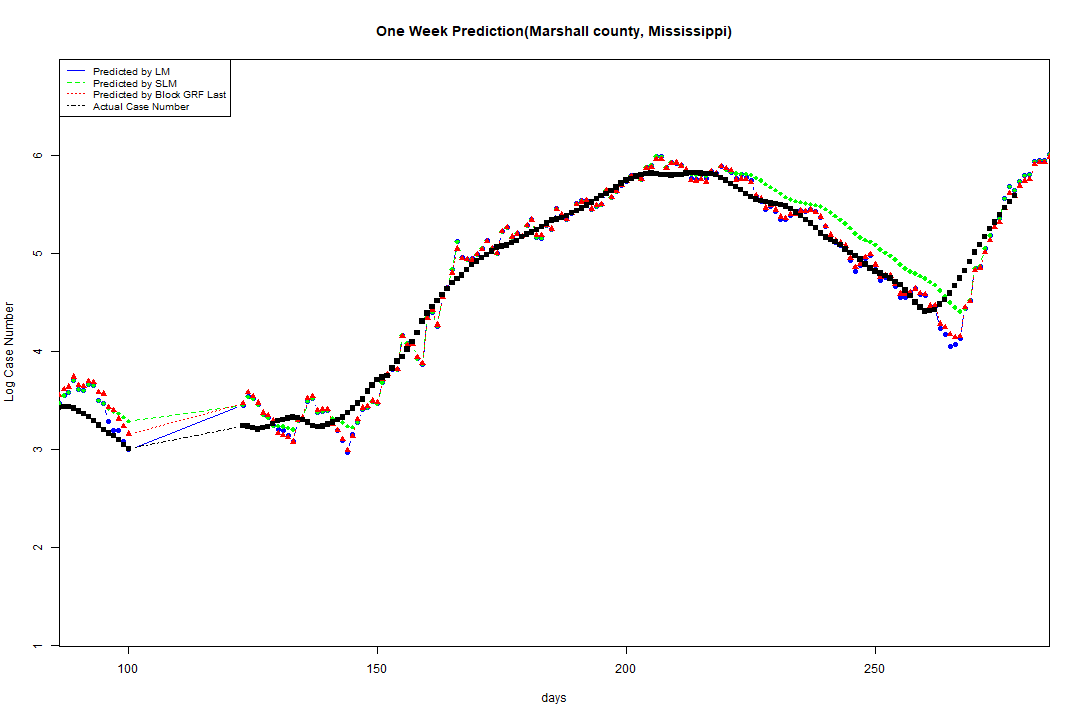 One Week Prediction(Marshall county, Mississippi)
Predicted by LM
Predicted by SLM
Predicted by Block GRF Last
Actual Case Number
Log Case Number
6
5
4
3
2
1
100 150 200 250
days